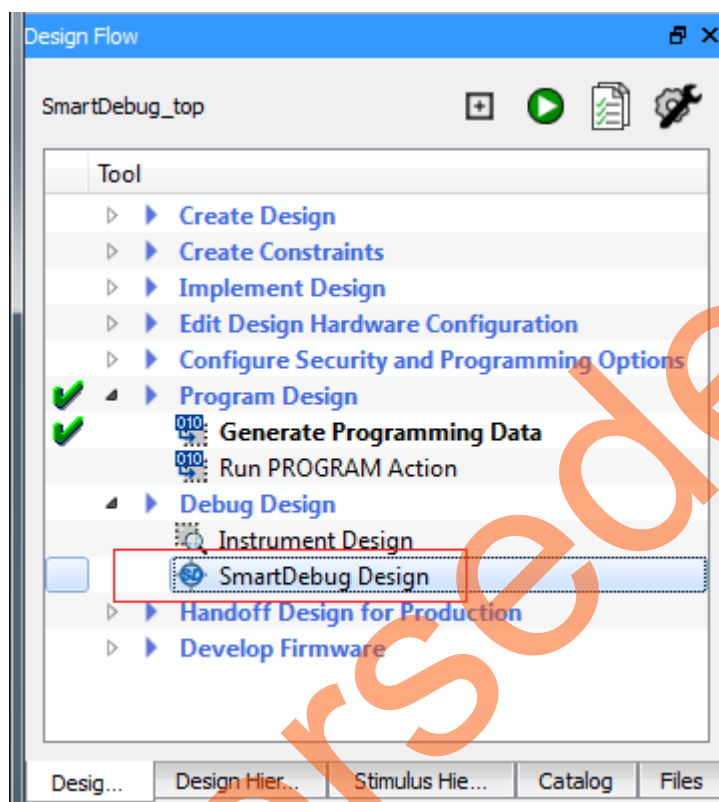 Design Flow
SmartDebug_top
Tool
Create Design
Create Constraints
Implement Design
Edit Design Hardware Configuration
Configure Security and Programming Options
Program Design
Generate Programming Data
Run PROGRAM Action
Debug Design
Instrument Design
SmartDebug Design
Handoff Design for Production
Develop Firmware
Desig... Design Hier... Stimulus Hie... Catalog Files